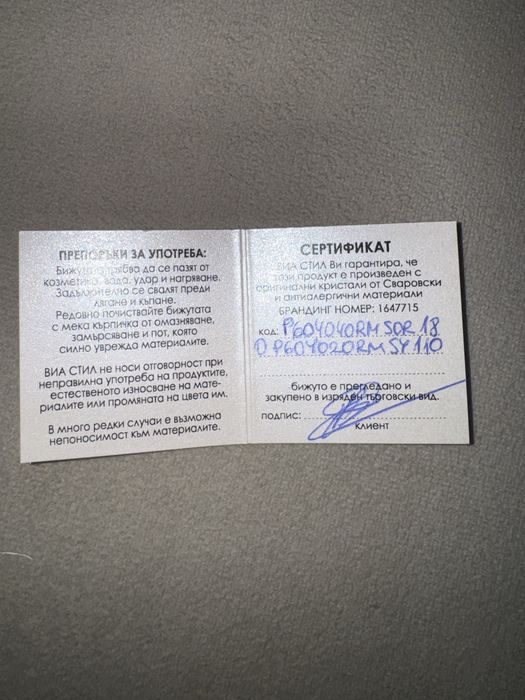 ПРЕПОРЪКИ ЗА УПОТРЕБА:
Бижутата трябва да се пазят от
козметика, вода, удар и нагряване.
Задължително се свалят преди
лягане и къпане.
Редовно почиствайте бижутата
с мека кърпичка от омазняване,
замърсяване и пот, която
силно уврежда материалите.
ВИА СТИЛ не носи отговорност при
неправилна употреба на продуктите,
естественото износване на мате-
риалите или промяната на цвета им.
В много редки случаи е възможна
непоносимост към материалите.
СЕРТИФИКАТ
ВИА СТИЛ Ви гарантира, че
този продукт е произведен с
оригинални кристали от Сваровски
и антиалергични материали
БРАНДИНГ НОМЕР: 1647715
код: P604040RM SOR 18
O P604020RM SY 110
бижуто е прегледано и
закупено в изряден търговски вид.
подпис:
клиент